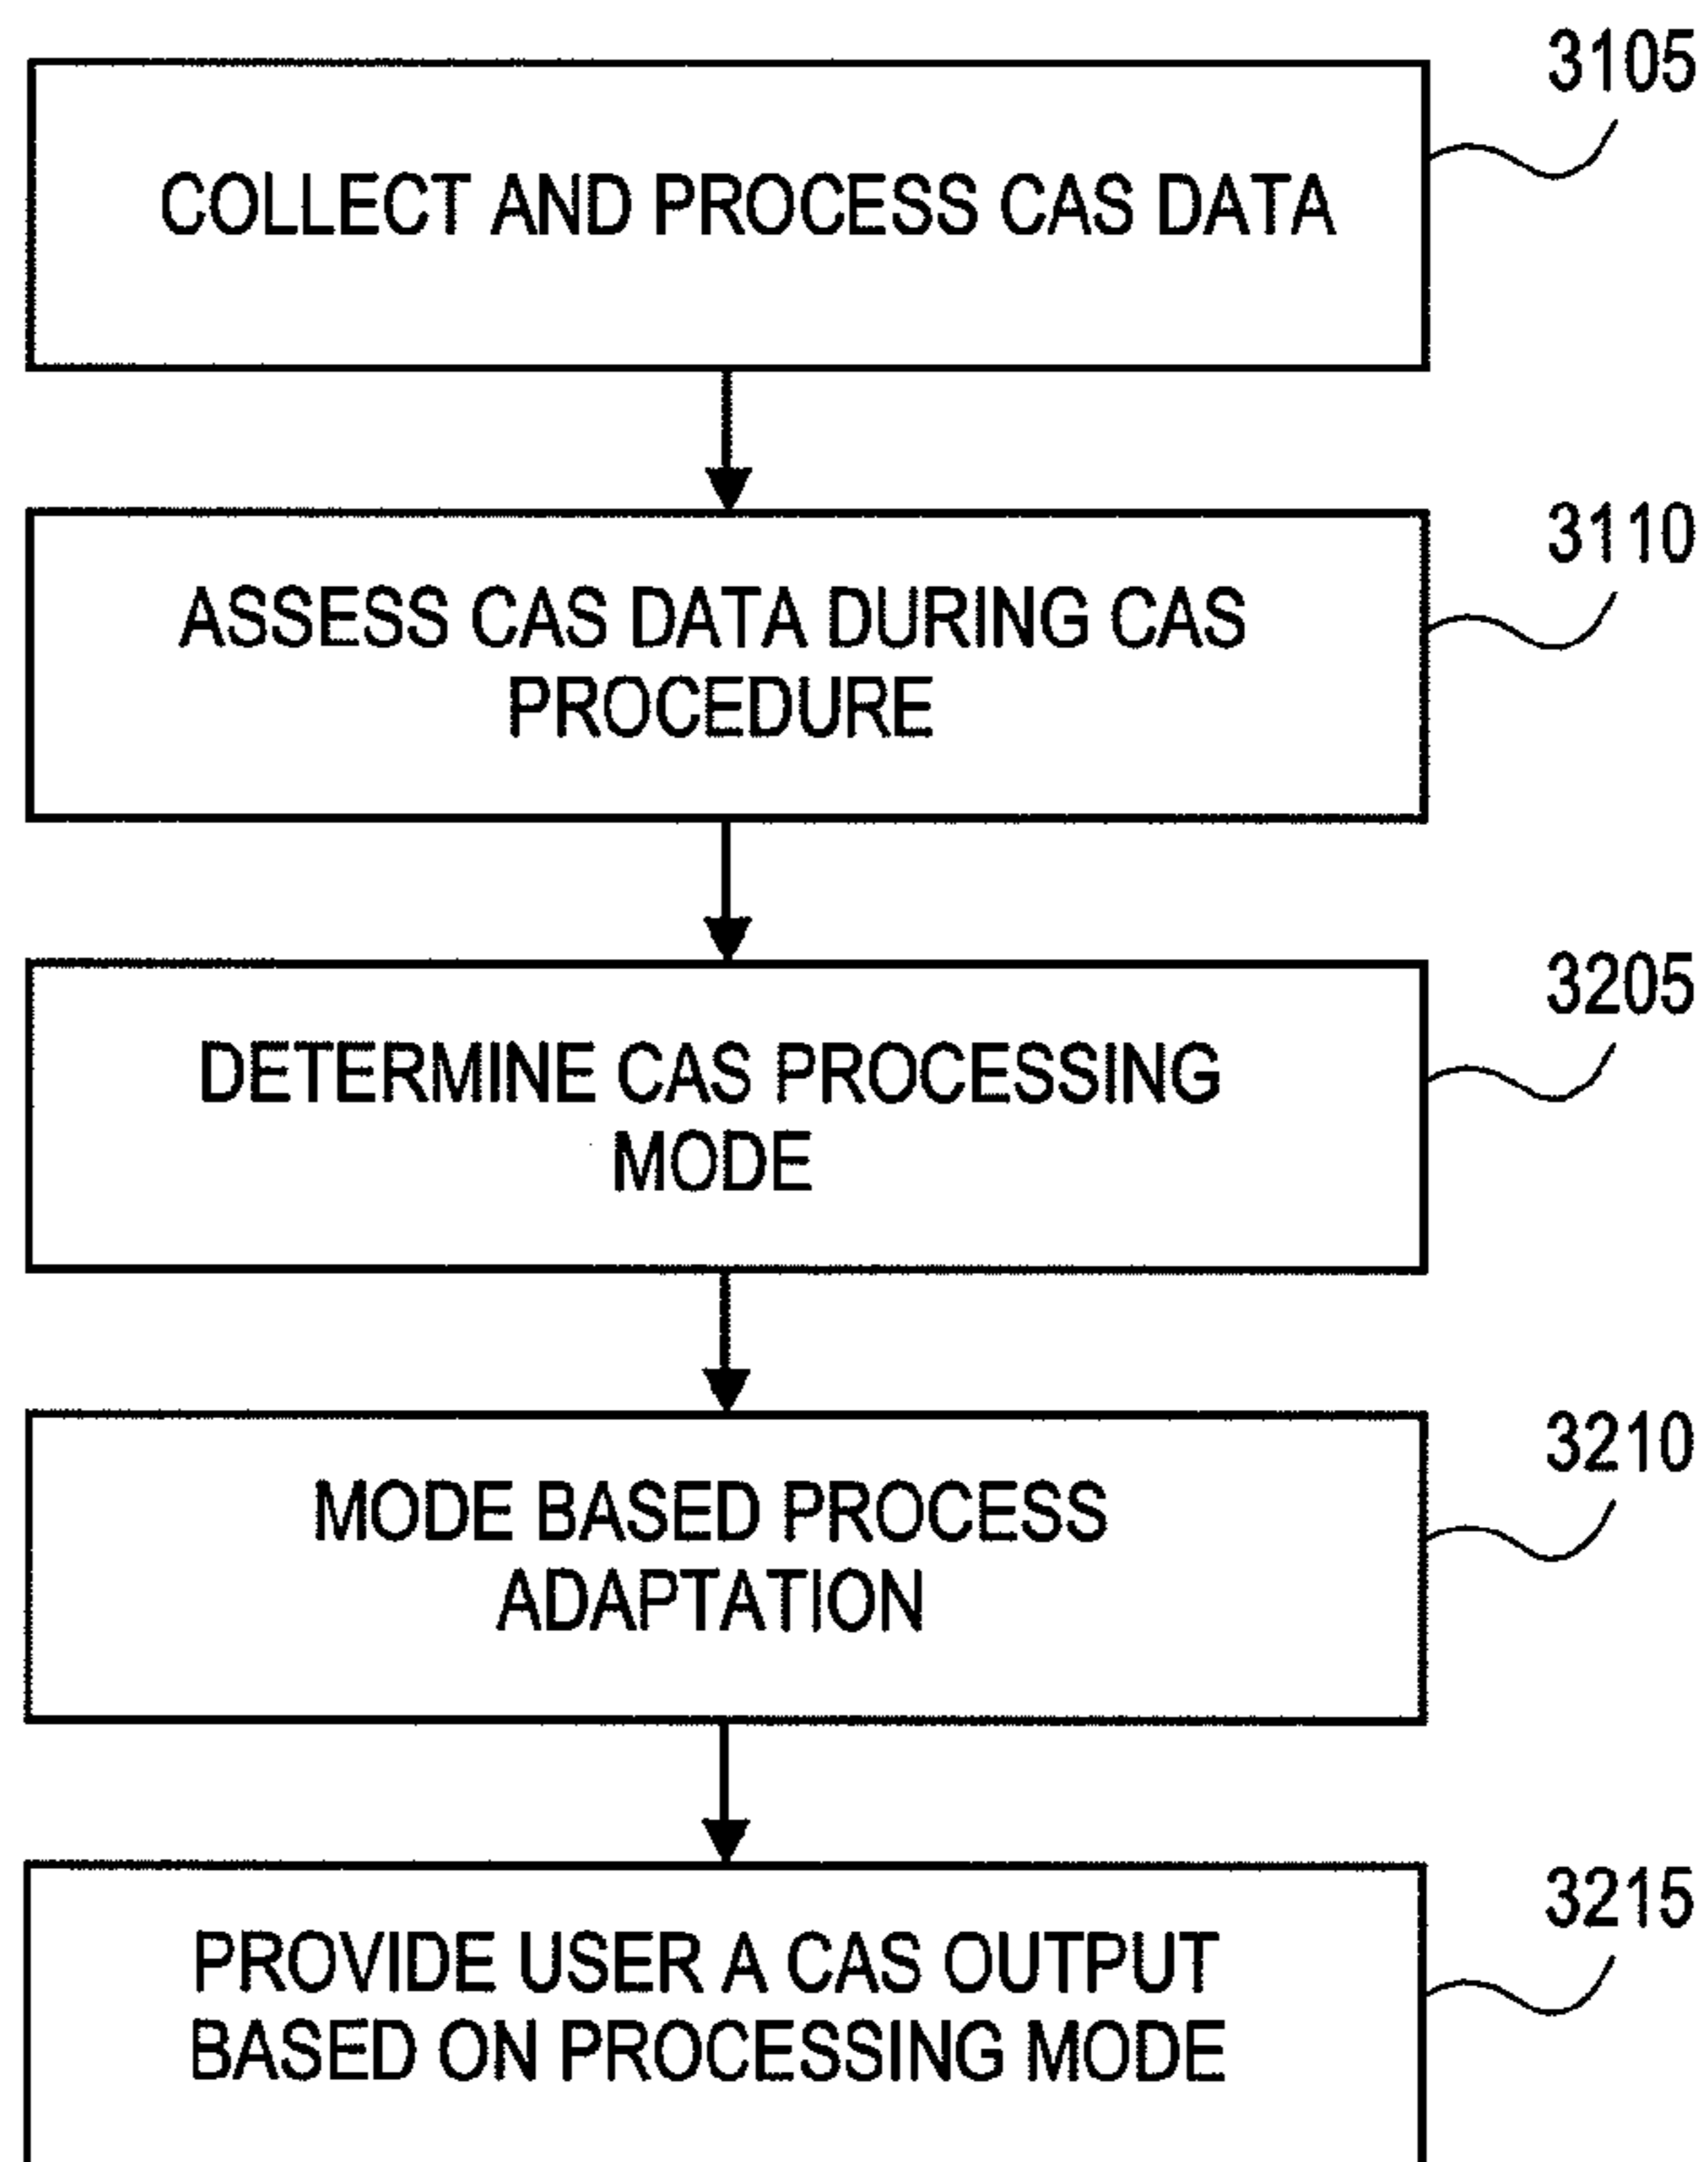 3105
COLLECT AND PROCESS CAS DATA
3110
ASSESS CAS DATA DURING CAS
PROCEDURE
3205
DETERMINE CAS PROCESSING
MODE
3210
MODE BASED PROCESS
ADAPTATION
3215
PROVIDE USER A CAS OUTPUT
BASED ON PROCESSING MODE